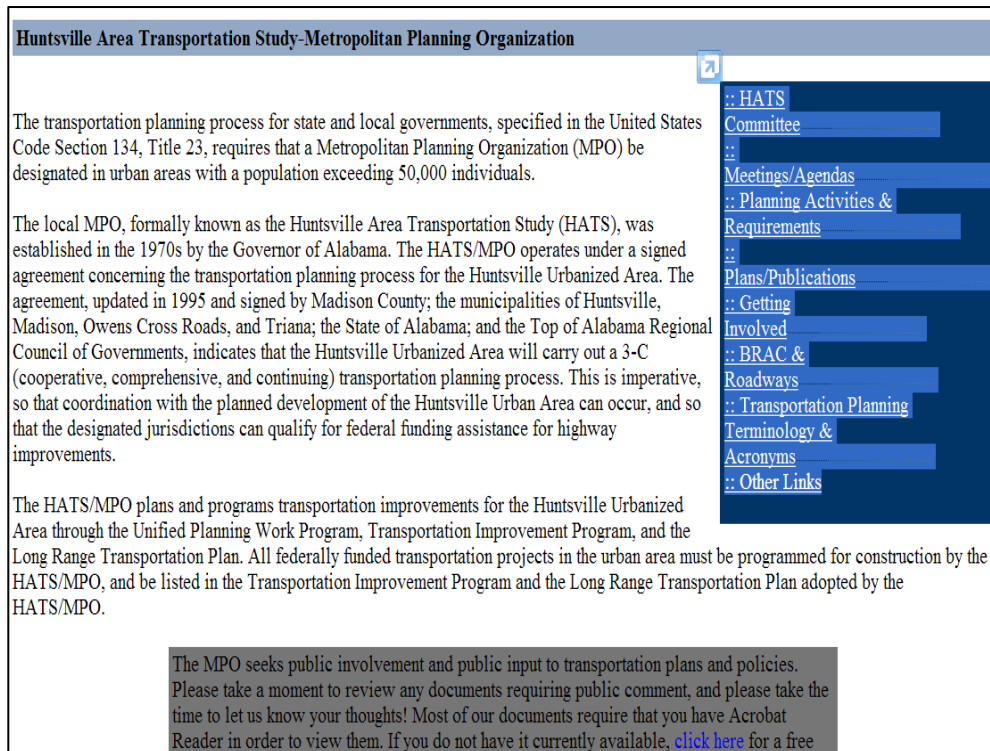 Huntsville Area Transportation Study-Metropolitan Planning Organization
The transportation planning process for state and local governments, specified in the United States
Code Section 134, Title 23, requires that a Metropolitan Planning Organization (MPO) be
designated in urban areas with a population exceeding 50,000 individuals.
The local MPO, formally known as the Huntsville Area Transportation Study (HATS), was
established in the 1970s by the Governor of Alabama. The HATS/MPO operates under a signed
agreement concerning the transportation planning process for the Huntsville Urbanized Area. The
agreement, updated in 1995 and signed by Madison County; the municipalities of Huntsville,
Madison, Owens Cross Roads, and Triana; the State of Alabama; and the Top of Alabama Regional
Council of Governments, indicates that the Huntsville Urbanized Area will carry out a 3-C
(cooperative, comprehensive, and continuing) transportation planning process. This is imperative,
so that coordination with the planned development of the Huntsville Urban Area can occur, and so
that the designated jurisdictions can qualify for federal funding assistance for highway
improvements.
The HATS/MPO plans and programs transportation improvements for the Huntsville Urbanized
Area through the Unified Planning Work Program, Transportation Improvement Program, and the
Long Range Transportation Plan. All federally funded transportation projects in the urban area must be programmed for construction by the
HATS/MPO, and be listed in the Transportation Improvement Program and the Long Range Transportation Plan adopted by the
HATS/MPO.
:: HATS
Committee
::
Meetings/Agendas
:: Planning Activities &
Requirements
::
Plans/Publications
:: Getting
Involved
:: BRAC &
Roadways
:: Transportation Planning
Terminology &
Acronyms
:: Other Links
The MPO seeks public involvement and public input to transportation plans and policies.
Please take a moment to review any documents requiring public comment, and please take the
time to let us know your thoughts! Most of our documents require that you have Acrobat
Reader in order to view them. If you do not have it currently available, click here for a free